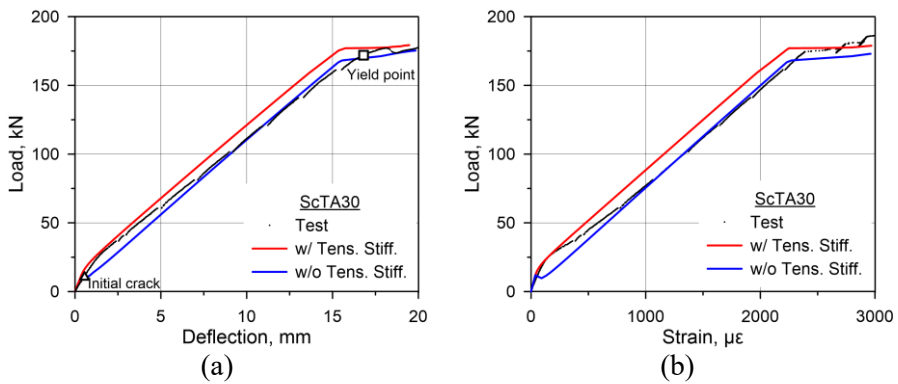 200
150
100
50
0
Load, kN
Yield point
Initial crack
ScTA30
Test
w/ Tens. Stiff.
w/o Tens. Stiff.
0 5 10 15 20
Deflection, mm
(a)
200
150
100
50
0
Load, kN
ScTA30
Test
w/ Tens. Stiff.
w/o Tens. Stiff.
0 1000 2000 3000
Strain, με
(b)